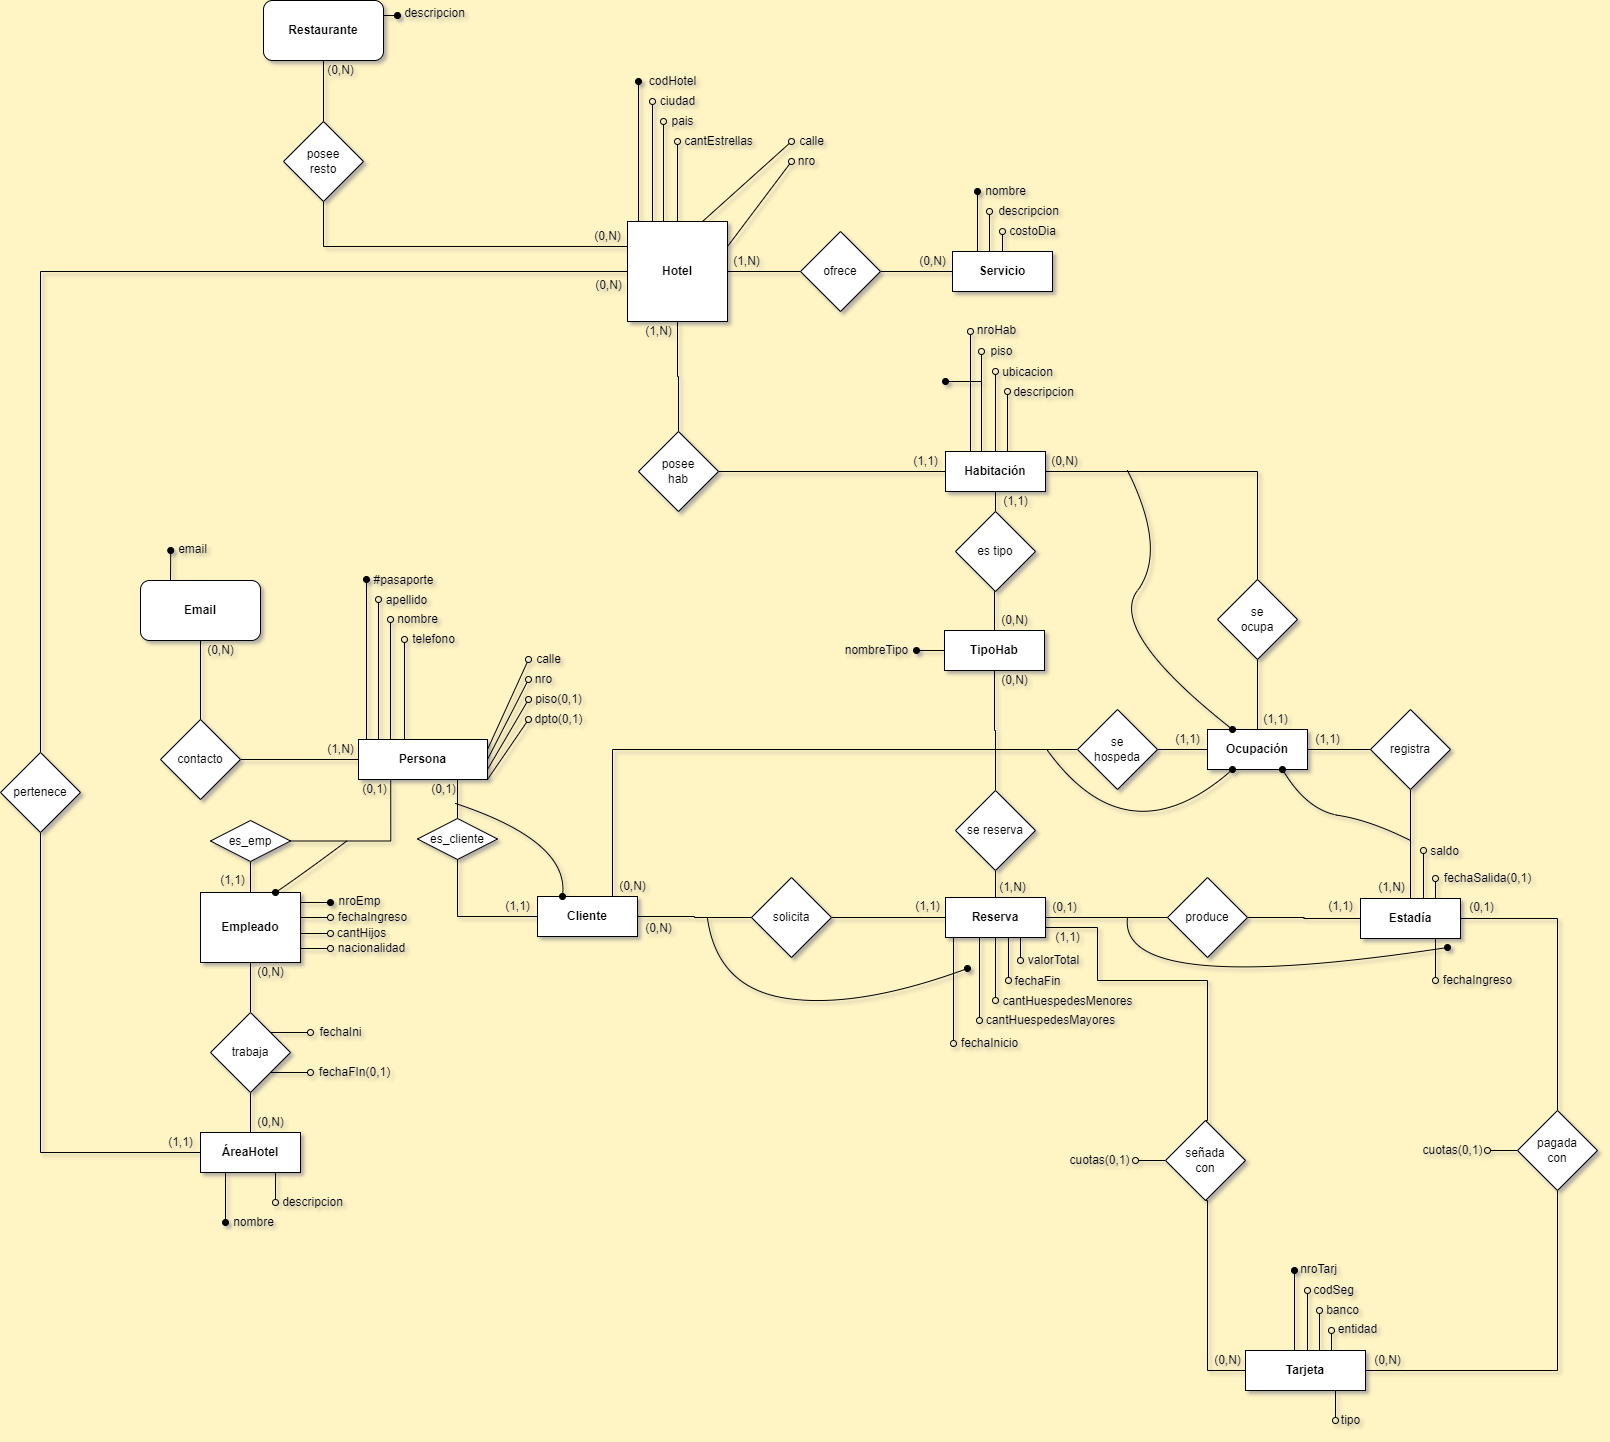 descripcion
Restaurante
(0,N)
posee
resto
codHotel
ciudad
pais
cantEstrellas
calle
nro
(0,N)
Hotel
(0,N)
(1,N)
(1,N)
ofrece
nombre
descripcion
costoDia
(0,N)
Servicio
nroHab
piso
ubicacion
descripcion
posee
hab
(1,1)
Habitación
(0,N)
(1,1)
es tipo
(0,N)
nombreTipo
TipoHab
(0,N)
se
ocupa
(1,1)
email
Email
(0,N)
contacto
#pasaporte
apellido
nombre
telefono
calle
nro
piso(0,1)
dpto(0,1)
(1,N)
Persona
(0,1)
(0,1)
se
hospeda
(1,1)
Ocupación
(1,1)
registra
pertenece
es_emp
es_cliente
se reserva
(1,1)
nroEmp
fechaIngreso
cantHijos
nacionalidad
Empleado
(0,N)
(0,N)
(1,1)
Cliente
(0,N)
solicita
(1,N)
(1,1)
Reserva
(0,1)
(1,1)
valorTotal
fechaFin
cantHuespedesMenores
cantHuespedesMayores
fechaInicio
produce
saldo
fechaSalida(0,1)
(1,N)
(1,1)
Estadía
(0,1)
fechaIngreso
trabaja
fechaIni
fechaFIn(0,1)
(0,N)
(1,1)
ÁreaHotel
descripcion
nombre
cuotas(0,1)
señada
con
cuotas(0,1)
pagada
con
nroTarj
codSeg
banco
entidad
(0,N)
Tarjeta
(0,N)
tipo